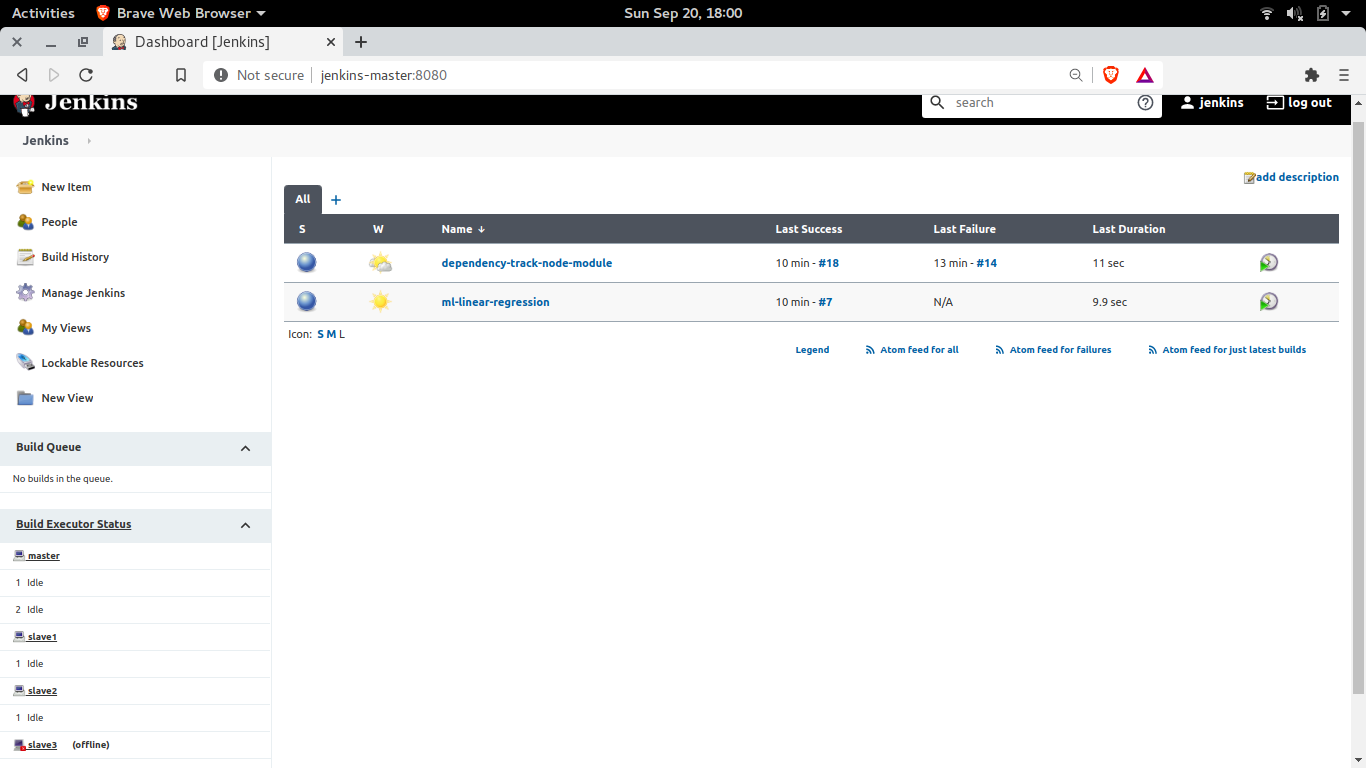 Activities Brave Web Browser Sun Sep 20, 18:00
Dashboard [Jenkins]
Not secure jenkins-master:8080
Jenkins search jenkins log out
Jenkins
add description
New Item
People
Build History
Manage Jenkins
My Views
Lockable Resources
New View
All +
S W Name ↓ Last Success Last Failure Last Duration
dependency-track-node-module 10 min - #18 13 min - #14 11 sec
ml-linear-regression 10 min - #7 N/A 9.9 sec
Icon: S M L
Legend Atom feed for all Atom feed for failures Atom feed for just latest builds
Build Queue
No builds in the queue.
Build Executor Status
master
1 Idle
2 Idle
slave1
1 Idle
slave2
1 Idle
slave3 (offline)